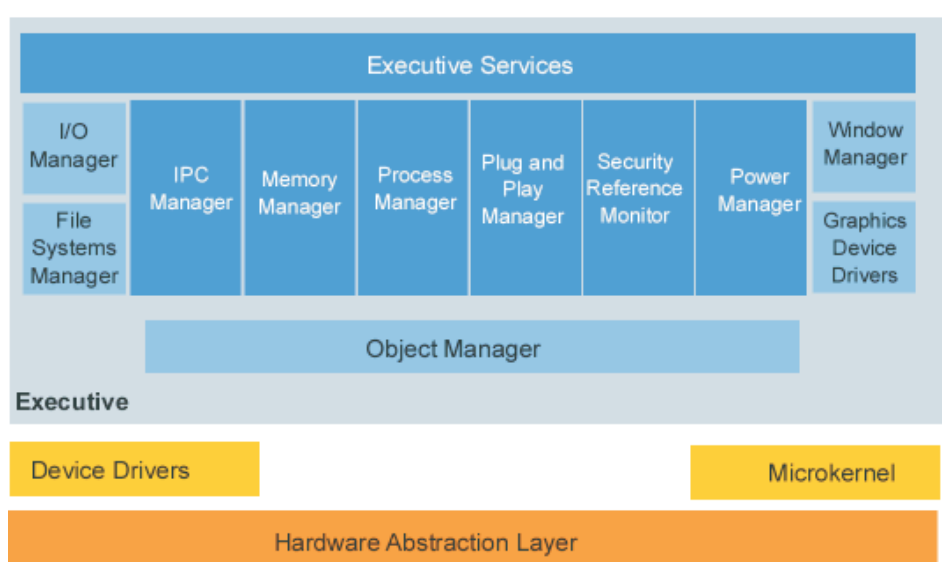 Executive Services
I/O
Manager
File
Systems
Manager
IPC
Manager
Memory
Manager
Process
Manager
Plug and
Play
Manager
Security
Reference
Monitor
Power
Manager
Window
Manager
Graphics
Device
Drivers
Object Manager
Executive
Device Drivers
Microkernel
Hardware Abstraction Layer